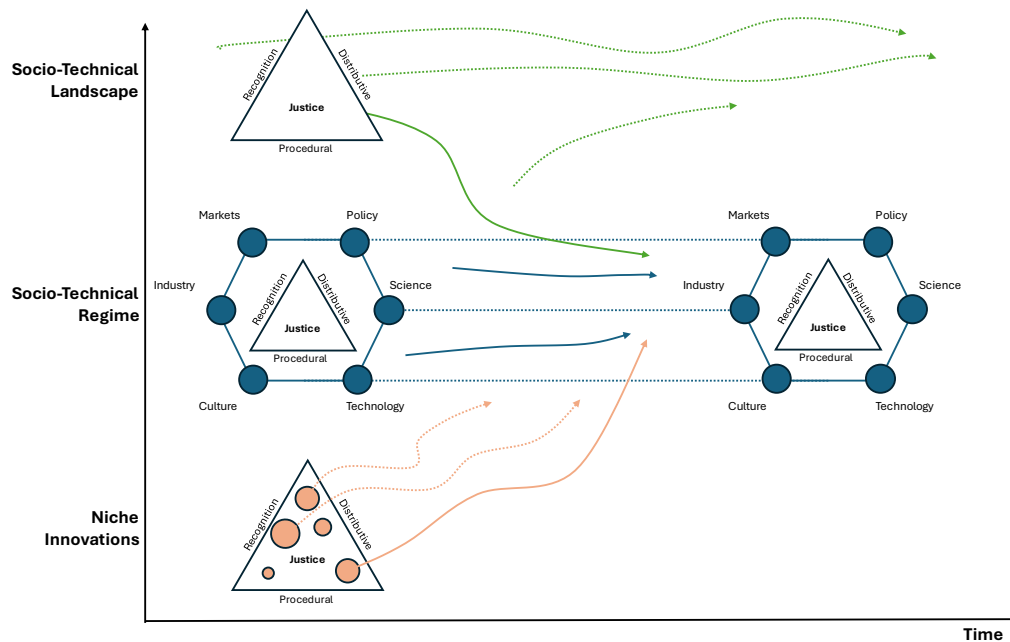 Socio-Technical
Landscape
Recognition
Distributive
Justice
Procedural
Markets
Policy
Markets
Policy
Socio-Technical
Regime
Industry
Recognition
Distributive
Science
Justice
Procedural
Culture
Technology
Industry
Recognition
Distributive
Science
Justice
Procedural
Culture
Technology
Niche
Innovations
Recognition
Distributive
Justice
Procedural
Time